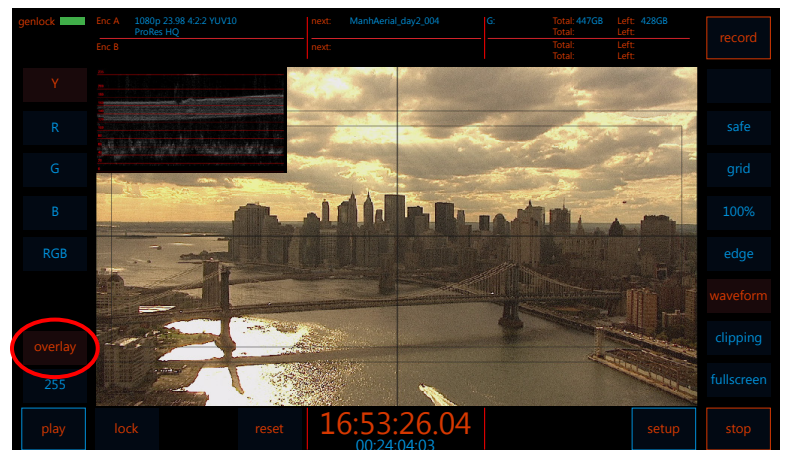 genlock
Enc A 1080p 23.98 4:2:2 YUV10
ProRes HQ
Enc B
next: ManhAerial_day2_004
next:
G: Total: 447GB Left: 428GB
Total: Left:
Total: Left:
Total: Left:
record
Y
R
G
B
RGB
overlay
255
safe
grid
100%
edge
waveform
clipping
fullscreen
play
lock
reset
16:53:26.04
00:24:04:03
setup
stop